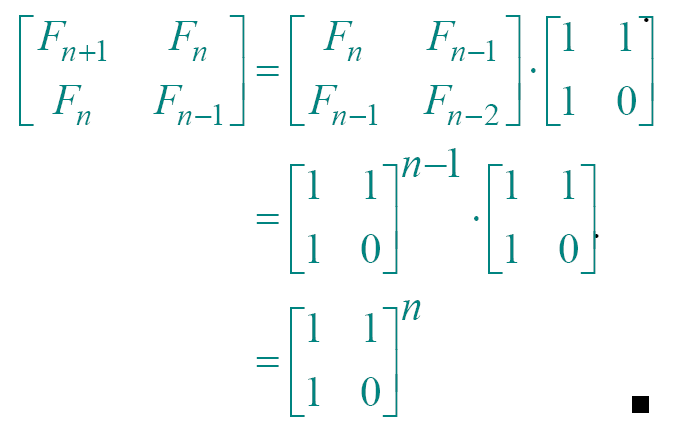 [F_{n+1} F_n; F_n F_{n−1}] = [F_n F_{n−1}; F_{n−1} F_{n−2}] · [1 1; 1 0]
= [1 1; 1 0]^{n−1} · [1 1; 1 0]
= [1 1; 1 0]^n
■